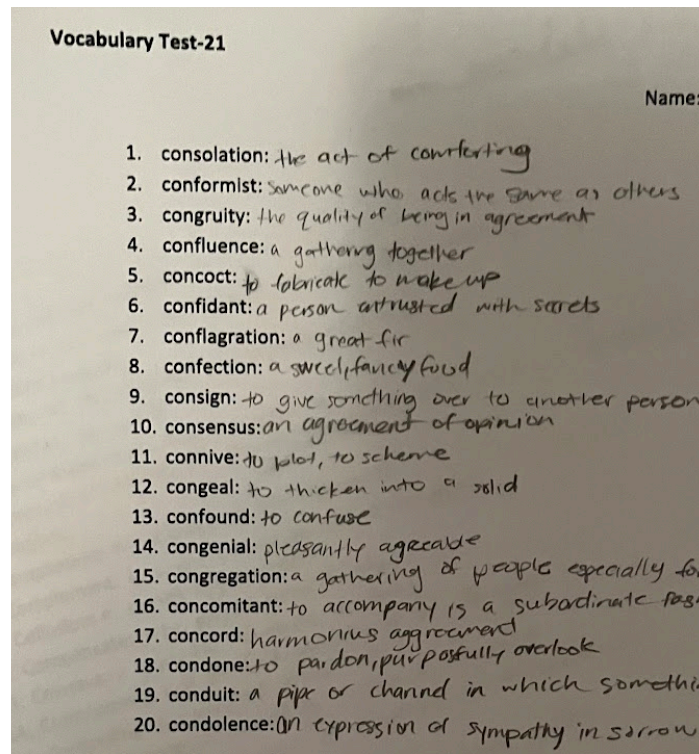 Vocabulary Test-21
Name:
1. consolation: the act of comforting
2. conformist: someone who acts the same as others
3. congruity: the quality of being in agreement
4. confluence: a gathering together
5. concoct: to fabricate to make up
6. confidant: a person entrusted with secrets
7. conflagration: a great fir
8. confection: a sweet, fancy food
9. consign: to give something over to another person
10. consensus: an agreement of opinion
11. connive: to plot, to scheme
12. congeal: to thicken into a solid
13. confound: to confuse
14. congenial: pleasantly agreeable
15. congregation: a gathering of people especially
16. concomitant: to accompany is a subordinate
17. concord: harmonius aggreement
18. condone: to pardon, purposfully overlook
19. conduit: a pipe or channel in which somethi
20. condolence: an expression of sympathy in sorrow